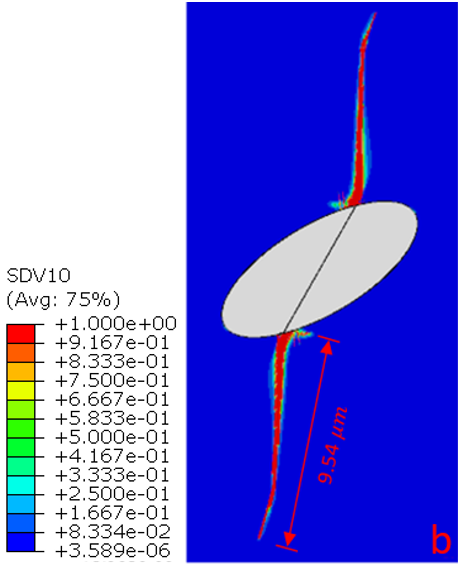 SDV10
(Avg: 75%)
+1.000e+00
+9.167e-01
+8.333e-01
+7.500e-01
+6.667e-01
+5.833e-01
+5.000e-01
+4.167e-01
+3.333e-01
+2.500e-01
+1.667e-01
+8.334e-02
+3.589e-06
9.54 μm
b